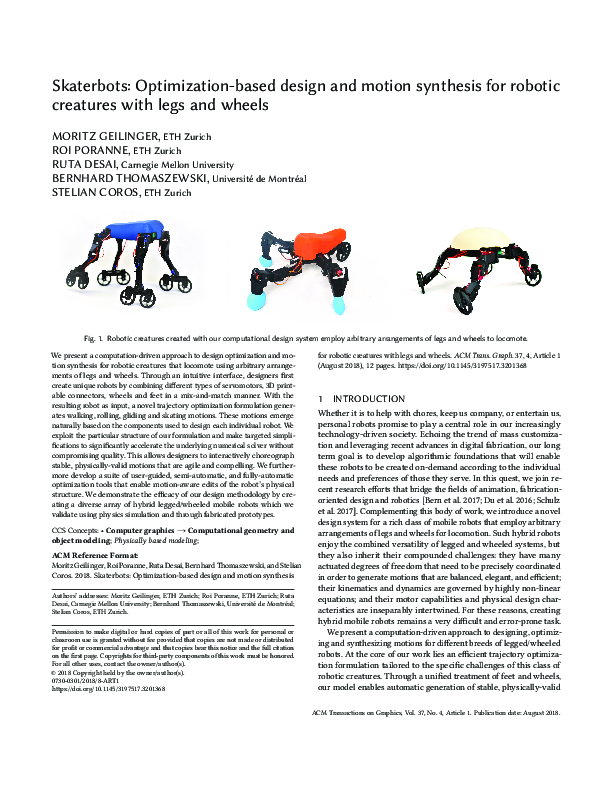 Skaterbots: Optimization-based design and motion synthesis for robotic
creatures with legs and wheels
MORITZ GEILINGER, ETH Zurich
ROI PORANNE, ETH Zurich
RUTA DESAI, Carnegie Mellon University
BERNHARD THOMASZEWSKI, Université de Montréal
STELIAN COROS, ETH Zurich
Fig. 1. Robotic creatures created with our computational design system employ arbitrary arrangements of legs and wheels to locomote.
We present a computation-driven approach to design optimization and mo-
tion synthesis for robotic creatures that locomote using arbitrary arrange-
ments of legs and wheels. Through an intuitive interface, designers first
create unique robots by combining different types of servomotors, 3D print-
able connectors, wheels and feet in a mix-and-match manner. With the
resulting robot as input, a novel trajectory optimization formulation gener-
ates walking, rolling, gliding and skating motions. These motions emerge
naturally based on the components used to design each individual robot. We
exploit the particular structure of our formulation and make targeted simpli-
fications to significantly accelerate the underlying numerical solver without
compromising quality. This allows designers to interactively choreograph
stable, physically-valid motions that are agile and compelling. We further-
more develop a suite of user-guided, semi-automatic, and fully-automatic
optimization tools that enable motion-aware edits of the robot's physical
structure. We demonstrate the efficacy of our design methodology by cre-
ating a diverse array of hybrid legged/wheeled mobile robots which we
validate using physics simulation and through fabricated prototypes.
CCS Concepts: • Computer graphics → Computational geometry and
object modeling; Physically based modeling;
ACM Reference Format:
Moritz Geilinger, Roi Poranne, Ruta Desai, Bernhard Thomaszewski, and Stelian
Coros. 2018. Skaterbots: Optimization-based design and motion synthesis
Authors' addresses: Moritz Geilinger, ETH Zurich; Roi Poranne, ETH Zurich; Ruta
Desai, Carnegie Mellon University; Bernhard Thomaszewski, Université de Montréal;
Stelian Coros, ETH Zurich.
Permission to make digital or hard copies of part or all of this work for personal or
classroom use is granted without fee provided that copies are not made or distributed
for profit or commercial advantage and that copies bear this notice and the full citation
on the first page. Copyrights for third-party components of this work must be honored.
For all other uses, contact the owner/author(s).
© 2018 Copyright held by the owner/author(s).
0730-0301/2018/8-ART1
https://doi.org/10.1145/3197517.3201368
for robotic creatures with legs and wheels. ACM Trans. Graph. 37, 4, Article 1
(August 2018), 12 pages. https://doi.org/10.1145/3197517.3201368
1 INTRODUCTION
Whether it is to help with chores, keep us company, or entertain us,
personal robots promise to play a central role in our increasingly
technology-driven society. Echoing the trend of mass customiza-
tion and leveraging recent advances in digital fabrication, our long
term goal is to develop algorithmic foundations that will enable
these robots to be created on-demand according to the individual
needs and preferences of those they serve. In this quest, we join re-
cent research efforts that bridge the fields of animation, fabrication-
oriented design and robotics [Bern et al. 2017; Du et al. 2016; Schulz
et al. 2017]. Complementing this body of work, we introduce a novel
design system for a rich class of mobile robots that employ arbitrary
arrangements of legs and wheels for locomotion. Such hybrid robots
enjoy the combined versatility of legged and wheeled systems, but
they also inherit their compounded challenges: they have many
actuated degrees of freedom that need to be precisely coordinated
in order to generate motions that are balanced, elegant, and efficient;
their kinematics and dynamics are governed by highly non-linear
equations; and their motor capabilities and physical design char-
acteristics are inseparably intertwined. For these reasons, creating
hybrid mobile robots remains a very difficult and error-prone task.
We present a computation-driven approach to designing, optimiz-
ing and synthesizing motions for different breeds of legged/wheeled
robots. At the core of our work lies an efficient trajectory optimiza-
tion formulation tailored to the specific challenges of this class of
robotic creatures. Through a unified treatment of feet and wheels,
our model enables automatic generation of stable, physically-valid
ACM Transactions on Graphics, Vol. 37, No. 4, Article 1. Publication date: August 2018.